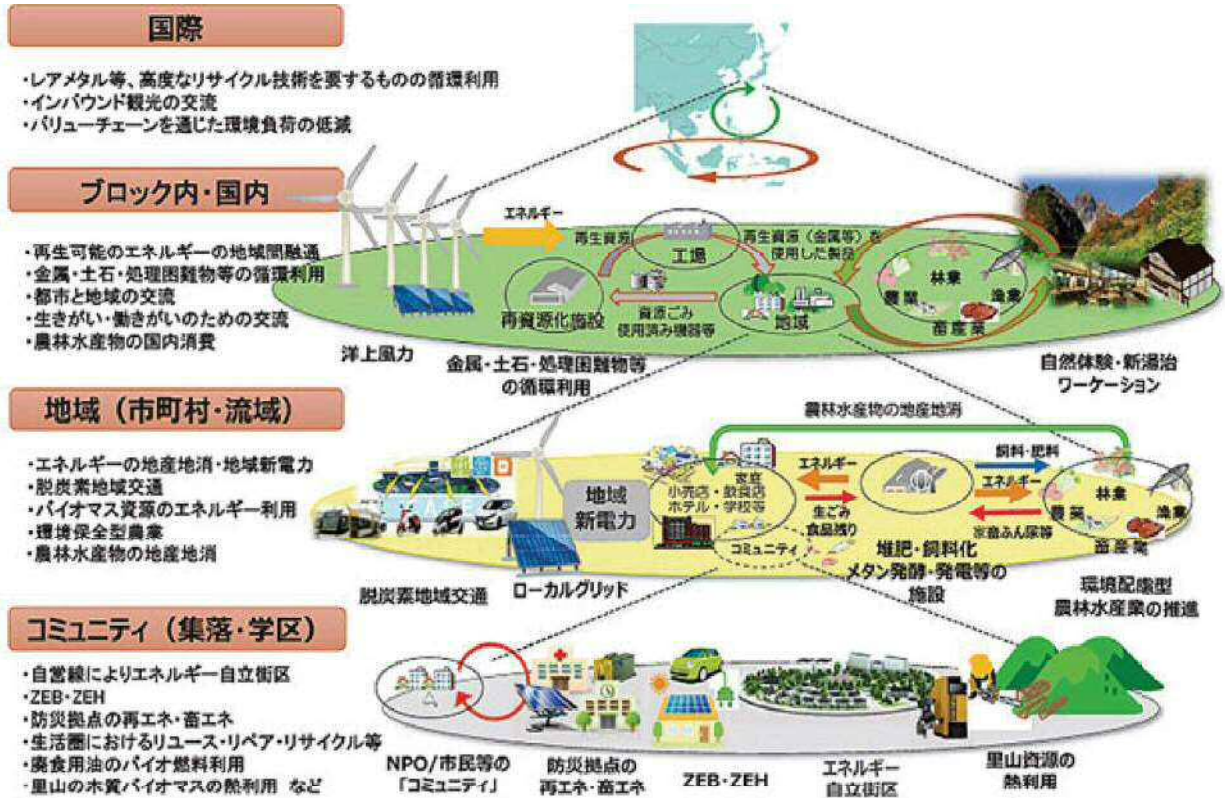 国際
・レアメタル等、高度なリサイクル技術を要するものの循環利用
・インバウンド観光の交流
・バリューチェーンを通じた環境負荷の低減
ブロック内・国内
・再生可能のエネルギーの地域間融通
・金属・土石・処理困難物等の循環利用
・都市と地域の交流
・生きがい・働きがいのための交流
・農林水産物の国内消費
エネルギー
再生資源
工場
再生資源（金属等）を
使用した製品
再資源化施設
資源ごみ
使用済み機器等
地域
林業
農業
漁業
畜産業
洋上風力
金属・土石・処理困難物等
の循環利用
自然体験・新湯治
ワーケーション
地域（市町村・流域）
・エネルギーの地産地消・地域新電力
・脱炭素地域交通
・バイオマス資源のエネルギー利用
・環境保全型農業
・農林水産物の地産地消
農林水産物の地産地消
地域
新電力
家庭
小売店・飲食店
ホテル・学校等
コミュニティ
エネルギー
生ごみ
食品残り
飼料・肥料
エネルギー
家畜ふん尿等
林業
農業
漁業
畜産業
脱炭素地域交通
ローカルグリッド
堆肥・飼料化
メタン発酵・発電等の
施設
環境配慮型
農林水産業の推進
コミュニティ（集落・学区）
・自営線によりエネルギー自立街区
・ZEB・ZEH
・防災拠点の再エネ・畜エネ
・生活圏におけるリユース・リペア・リサイクル等
・廃食用油のバイオ燃料利用
・里山の木質バイオマスの熱利用 など
NPO/市民等の
「コミュニティ」
防災拠点の
再エネ・畜エネ
ZEB・ZEH
エネルギー
自立街区
里山資源の
熱利用